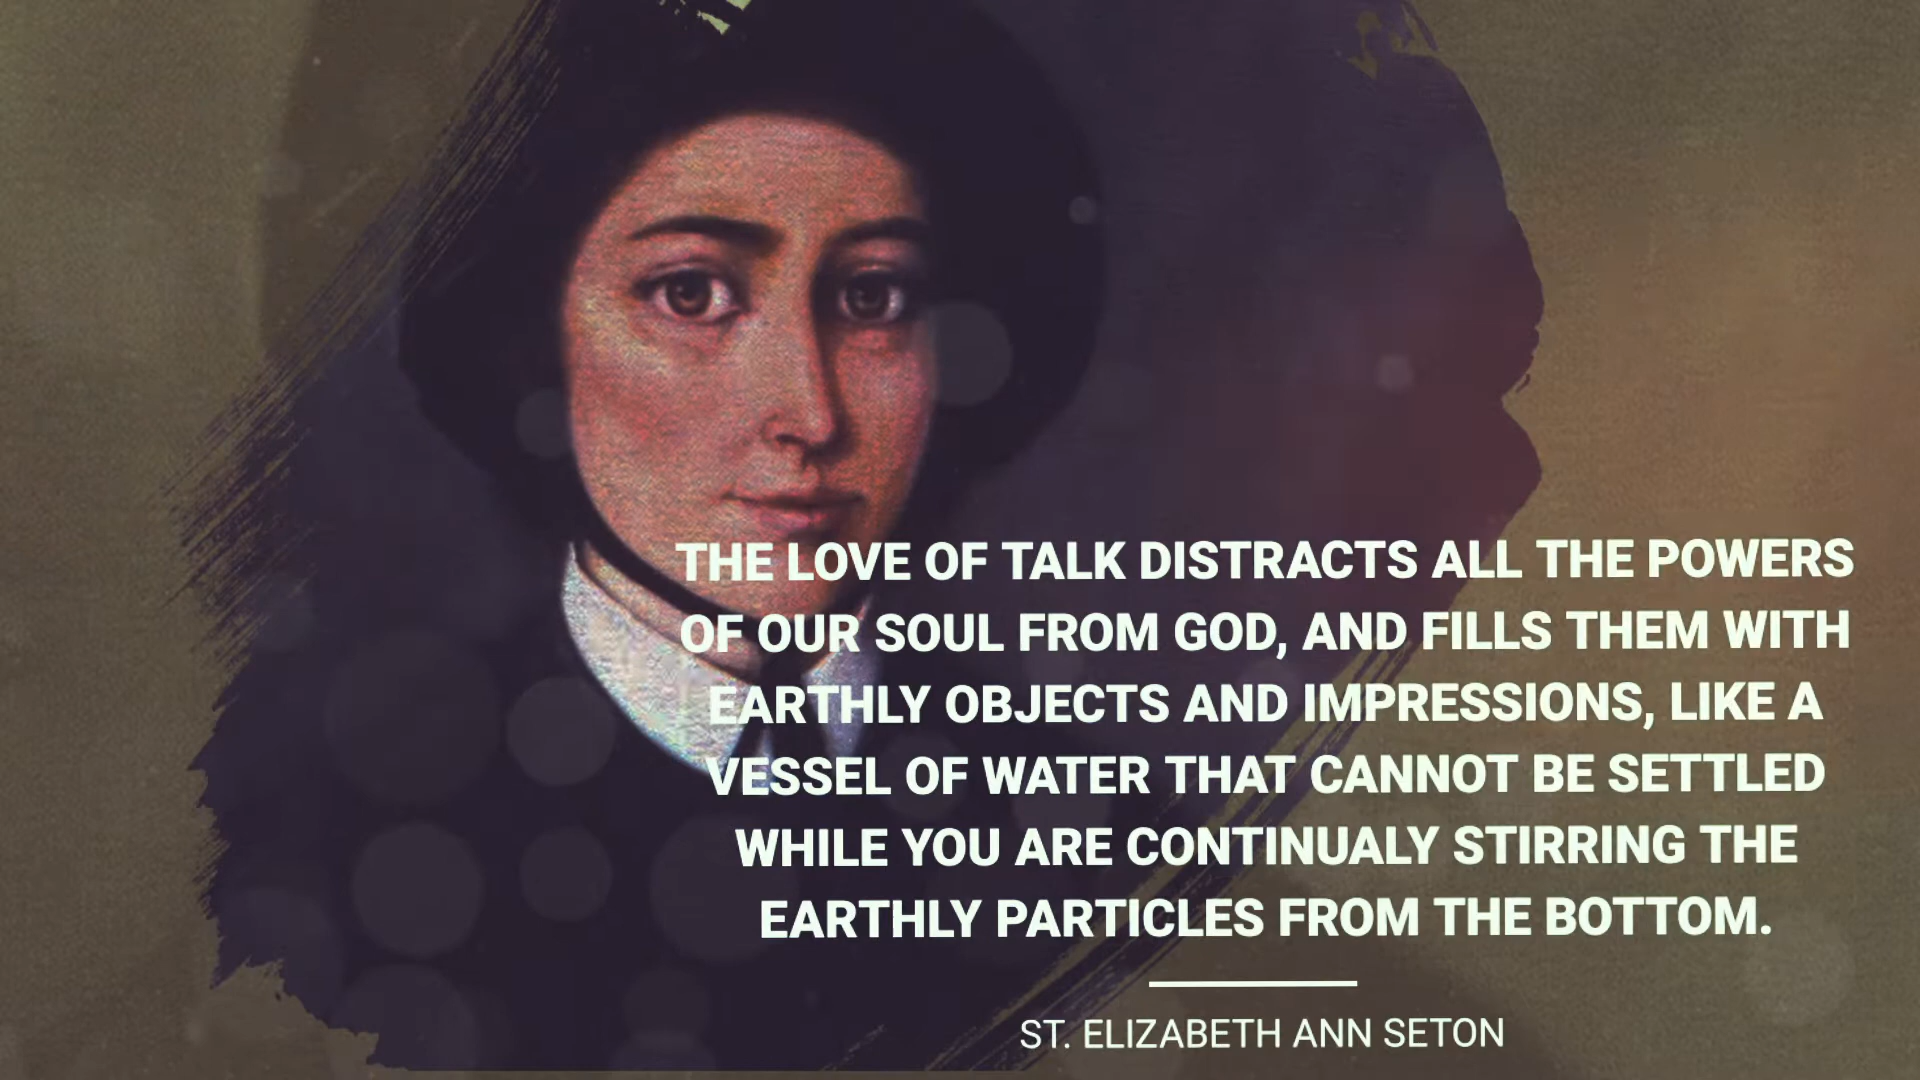 THE LOVE OF TALK DISTRACTS ALL THE POWERS
OF OUR SOUL FROM GOD, AND FILLS THEM WITH
EARTHLY OBJECTS AND IMPRESSIONS, LIKE A
VESSEL OF WATER THAT CANNOT BE SETTLED
WHILE YOU ARE CONTINUALY STIRRING THE
EARTHLY PARTICLES FROM THE BOTTOM.
ST. ELIZABETH ANN SETON